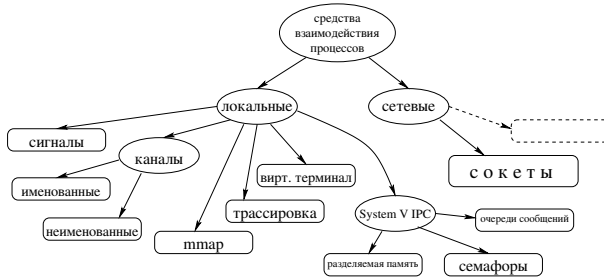 средства
взаимодействия
процессов
локальные
сетевые
сигналы
каналы
сокеты
вирт. терминал
именованные
трассировка
System V IPC
очереди сообщений
неименованные
mmap
разделяемая память
семафоры